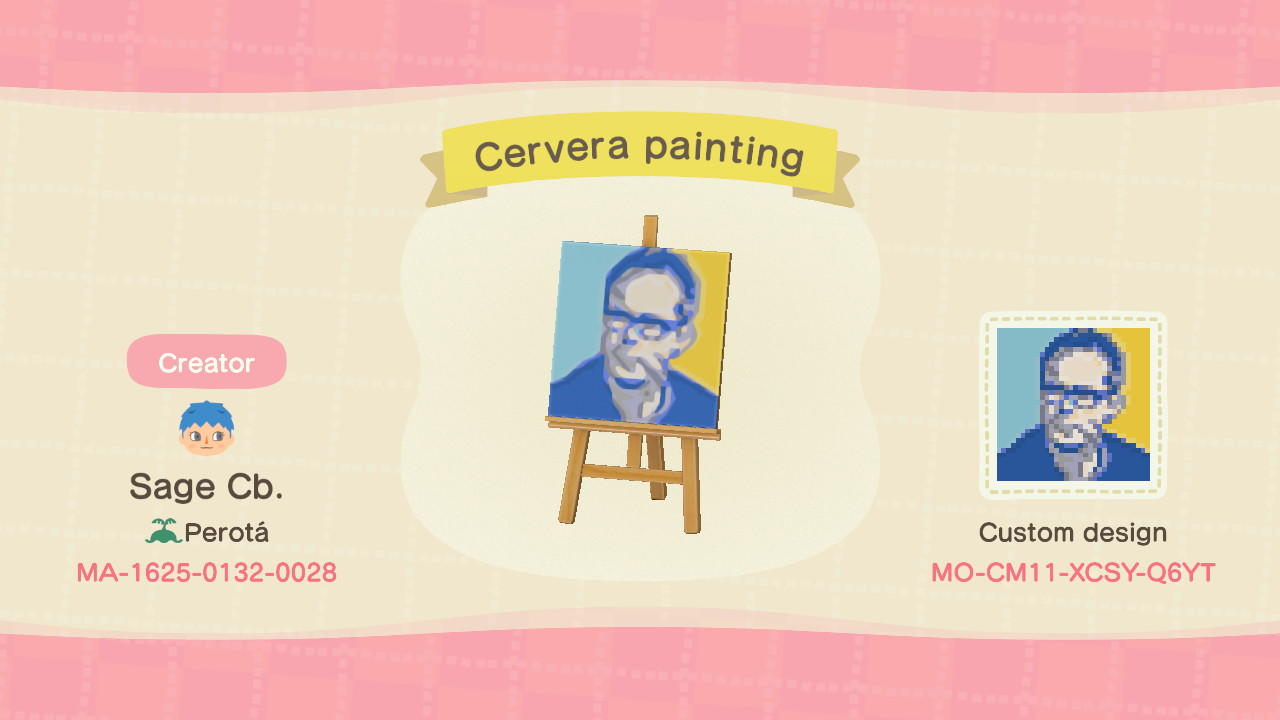 Cervera painting
Creator
Sage Cb.
Perotá
MA-1625-0132-0028
Custom design
MO-CM11-XCSY-Q6YT